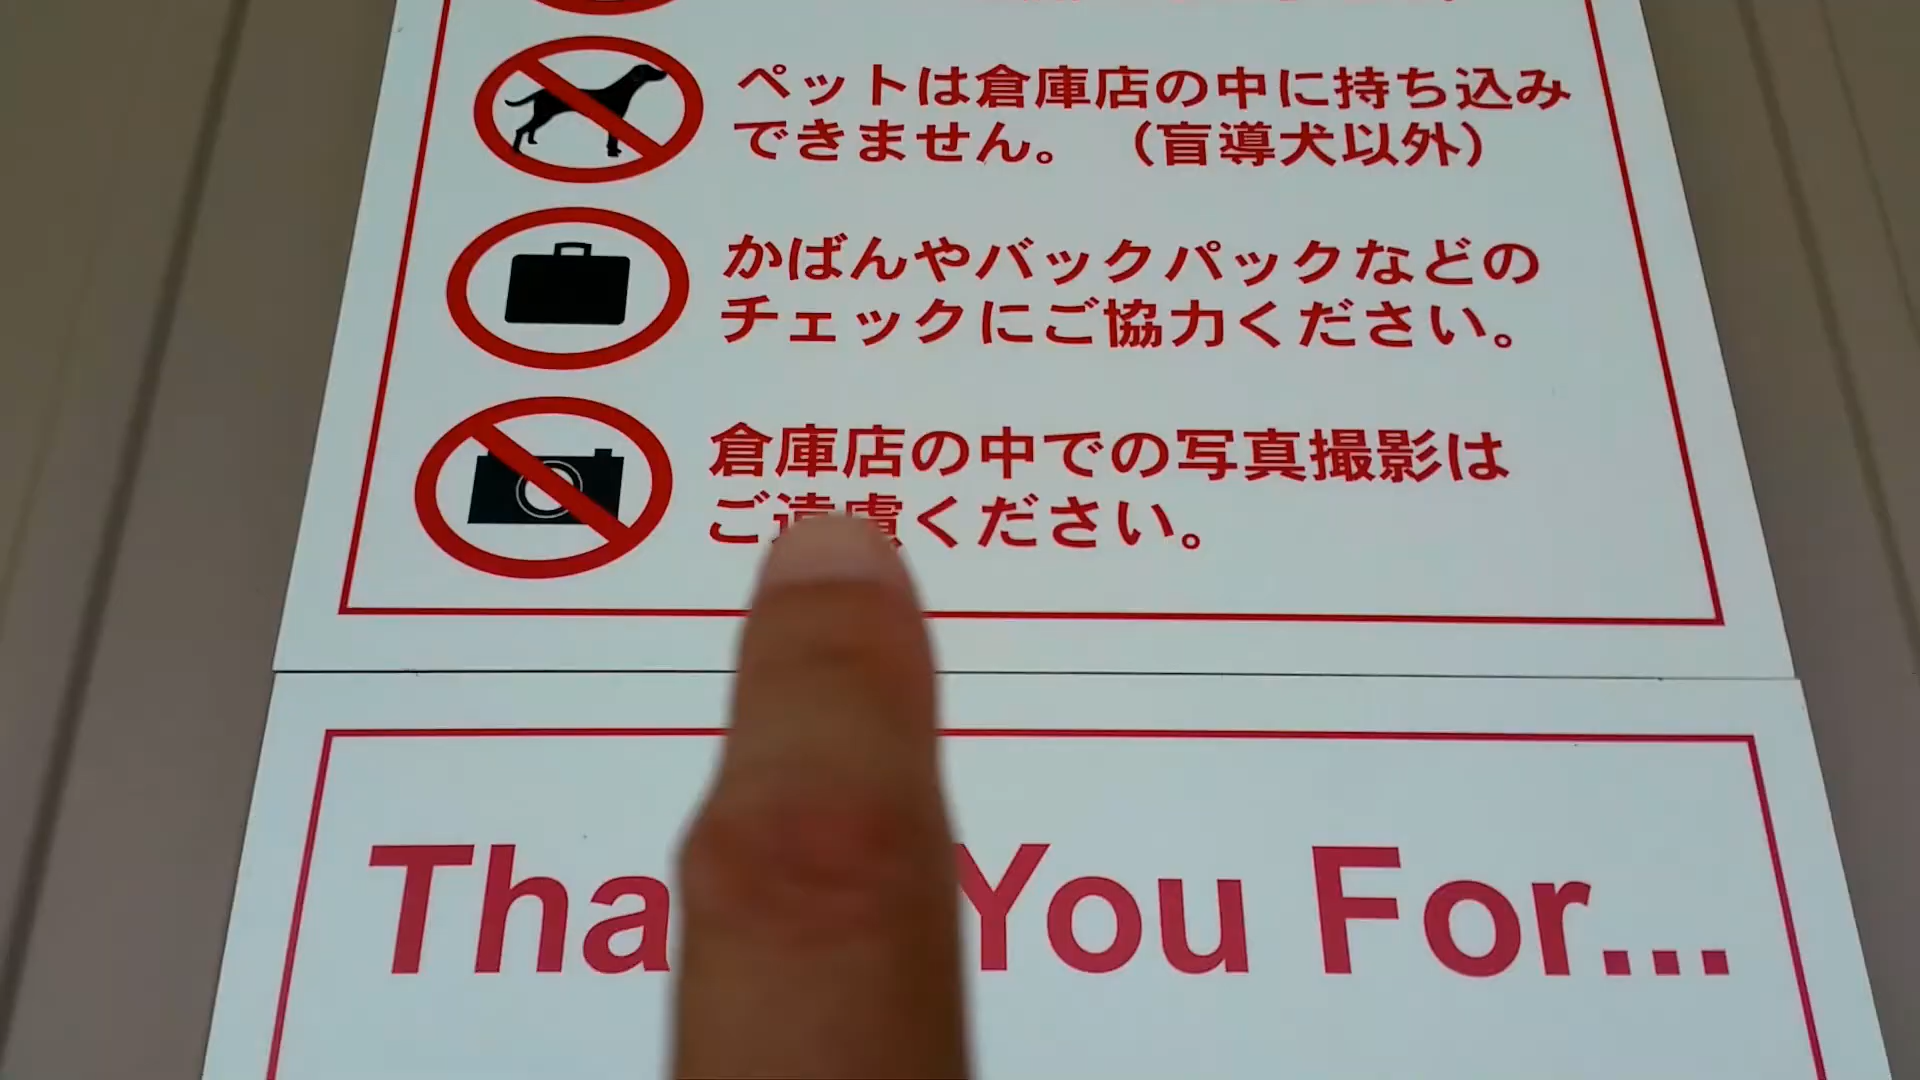 ペットは倉庫店の中に持ち込み
できません。（盲導犬以外）
かばんやバックパックなどの
チェックにご協力ください。
倉庫店の中での写真撮影は
ご遠慮ください。
You For...